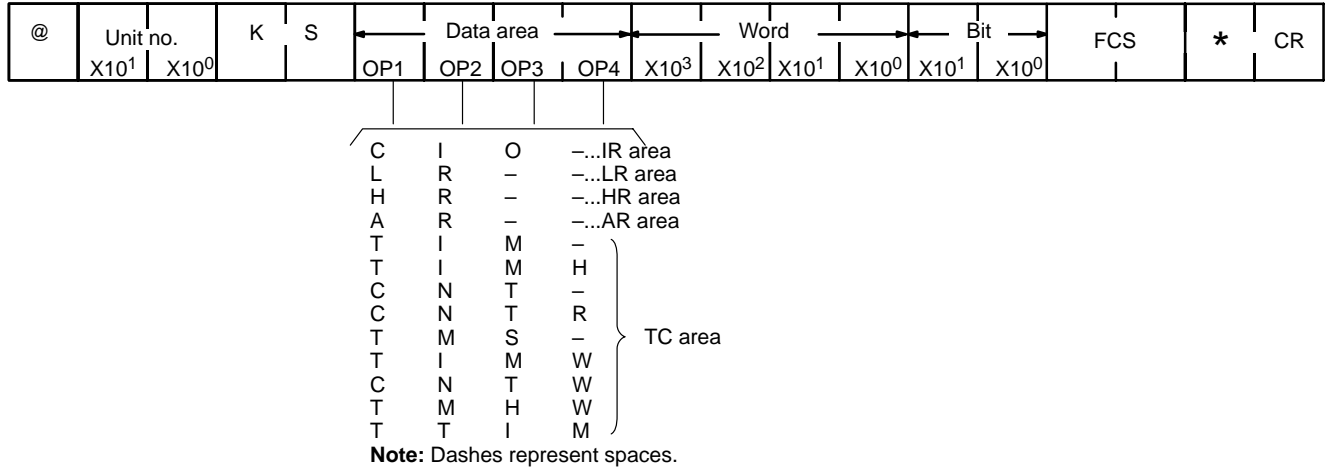 @ Unit no. K S Data area Word Bit FCS * CR
X10¹ X10⁰ OP1 OP2 OP3 OP4 X10³ X10² X10¹ X10⁰ X10¹ X10⁰
C I O –...IR area
L R – –...LR area
H R – –...HR area
A R – –...AR area
T I M –
T I M H
C N T –
C N T R
T M S – TC area
T I M W
C N T W
T M H W
T T I M
Note: Dashes represent spaces.